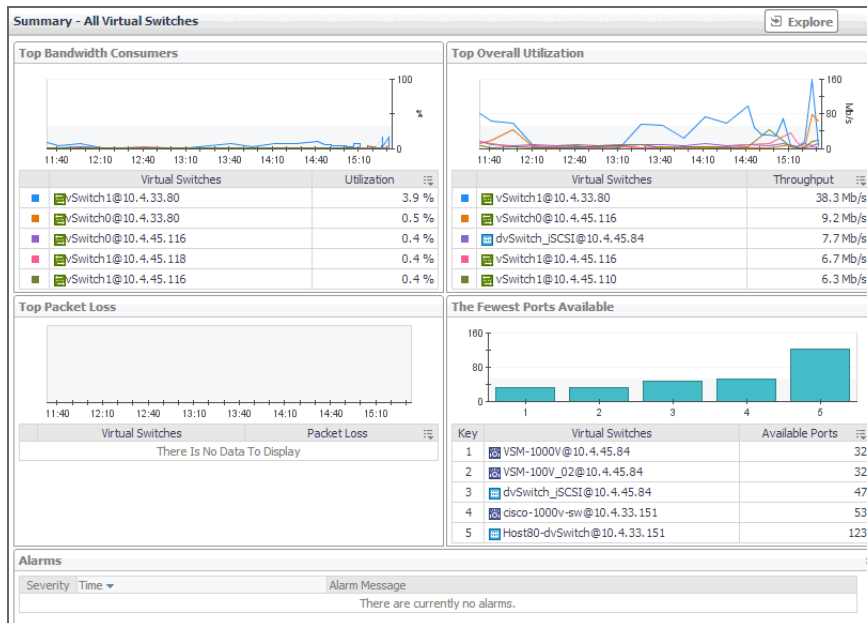 Summary - All Virtual Switches
Explore
Top Bandwidth Consumers
100
%
0
11:40 12:10 12:40 13:10 13:40 14:10 14:40 15:10
Virtual Switches Utilization
vSwitch1@10.4.33.80 3.9 %
vSwitch0@10.4.33.80 0.5 %
vSwitch0@10.4.45.116 0.4 %
vSwitch1@10.4.45.118 0.4 %
vSwitch1@10.4.45.116 0.4 %
Top Overall Utilization
160
80
Mb/s
0
11:40 12:10 12:40 13:10 13:40 14:10 14:40 15:10
Virtual Switches Throughput
vSwitch1@10.4.33.80 38.3 Mb/s
vSwitch0@10.4.45.116 9.2 Mb/s
dvSwitch_iSCSI@10.4.45.84 7.7 Mb/s
vSwitch1@10.4.45.116 6.7 Mb/s
vSwitch1@10.4.45.110 6.3 Mb/s
Top Packet Loss
11:40 12:10 12:40 13:10 13:40 14:10 14:40 15:10
Virtual Switches Packet Loss
There Is No Data To Display
The Fewest Ports Available
160
80
0
1 2 3 4 5
Key Virtual Switches Available Ports
1 VSM-1000V@10.4.45.84 32
2 VSM-100V_02@10.4.45.84 32
3 dvSwitch_iSCSI@10.4.45.84 47
4 cisco-1000v-sw@10.4.33.151 53
5 Host80-dvSwitch@10.4.33.151 123
Alarms
Severity Time Alarm Message
There are currently no alarms.